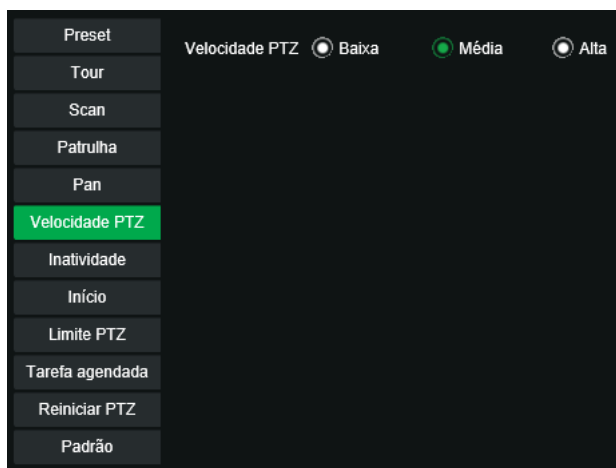 Preset
Velocidade PTZ Baixa Média Alta
Tour
Scan
Patrulha
Pan
Velocidade PTZ
Inatividade
Início
Limite PTZ
Tarefa agendada
Reiniciar PTZ
Padrão